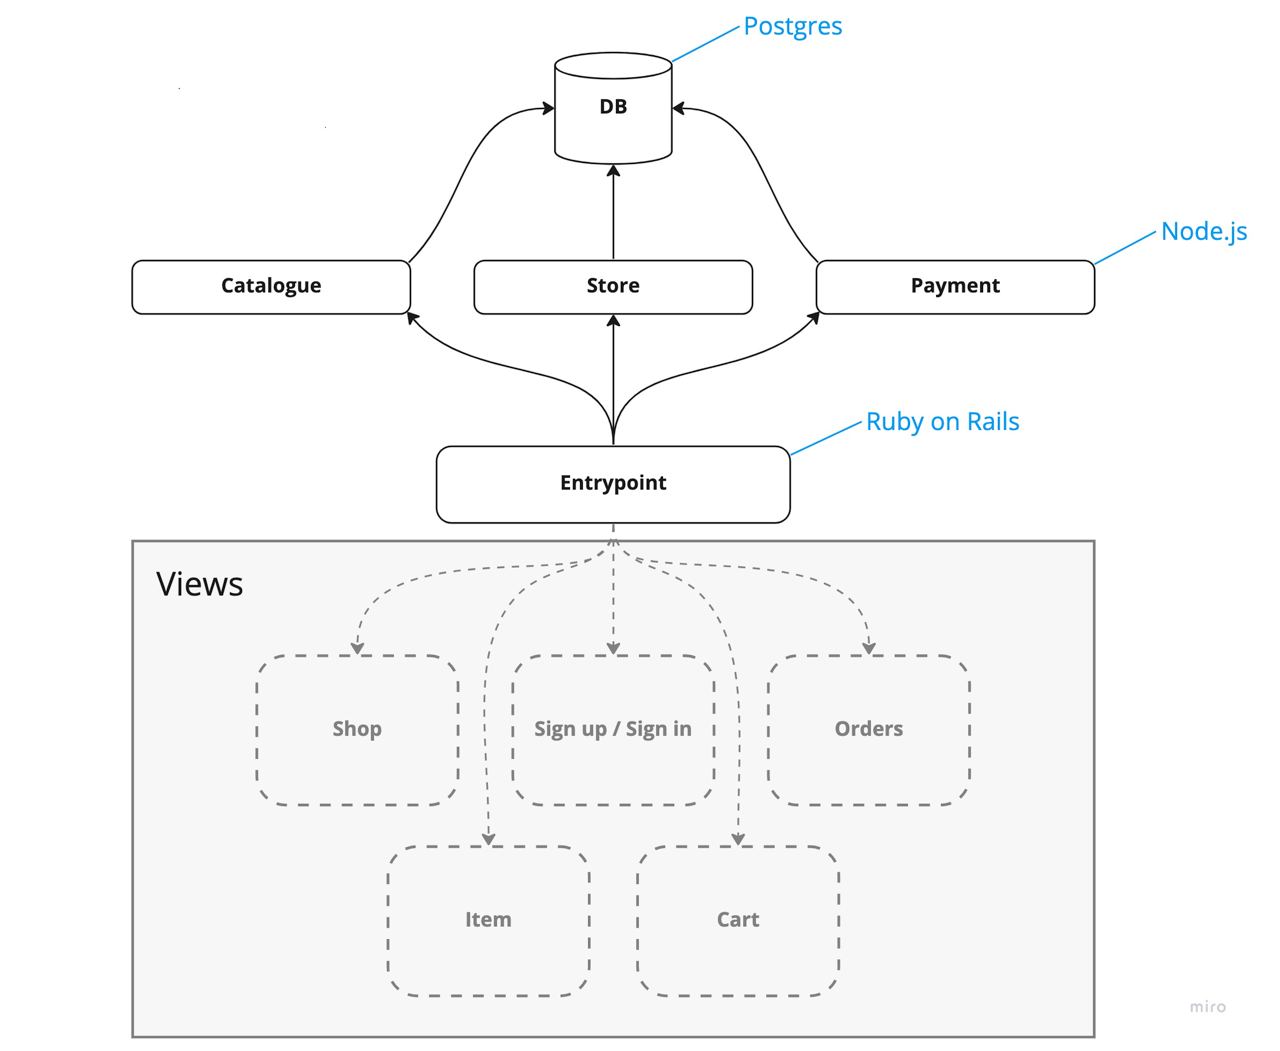 Postgres
DB
Node.js
Catalogue
Store
Payment
Ruby on Rails
Entrypoint
Views
Shop
Sign up / Sign in
Orders
Item
Cart
miro